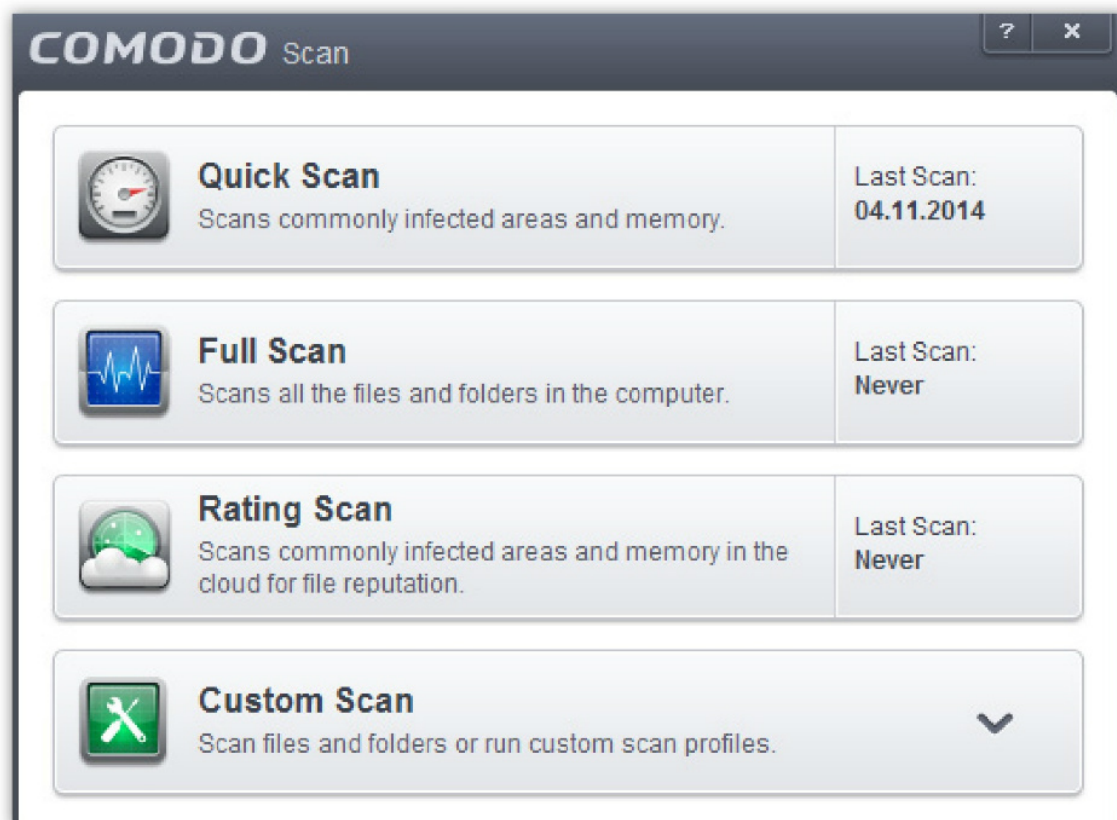 COMODO Scan
? ×
Quick Scan
Scans commonly infected areas and memory.
Last Scan:
04.11.2014
Full Scan
Scans all the files and folders in the computer.
Last Scan:
Never
Rating Scan
Scans commonly infected areas and memory in the
cloud for file reputation.
Last Scan:
Never
Custom Scan
Scan files and folders or run custom scan profiles.